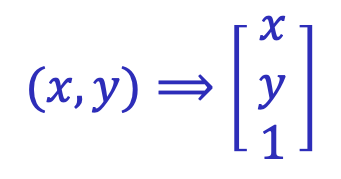 (x, y) ⇒ [x
y
1]